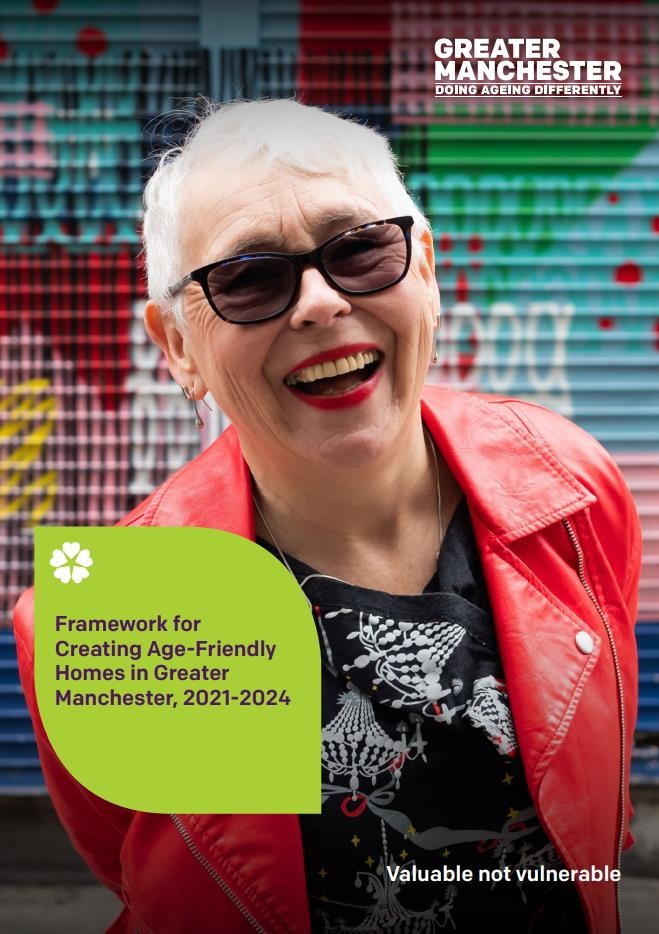 GREATER
MANCHESTER
DOING AGEING DIFFERENTLY
Framework for
Creating Age-Friendly
Homes in Greater
Manchester, 2021-2024
Valuable not vulnerable